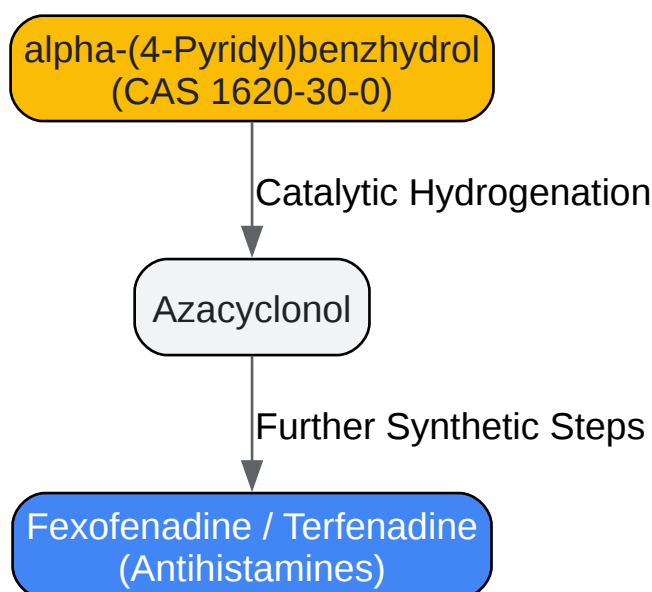 alpha-(4-Pyridyl)benzhydrol
(CAS 1620-30-0)
Catalytic Hydrogenation
Azacyclonol
Further Synthetic Steps
Fexofenadine / Terfenadine
(Antihistamines)